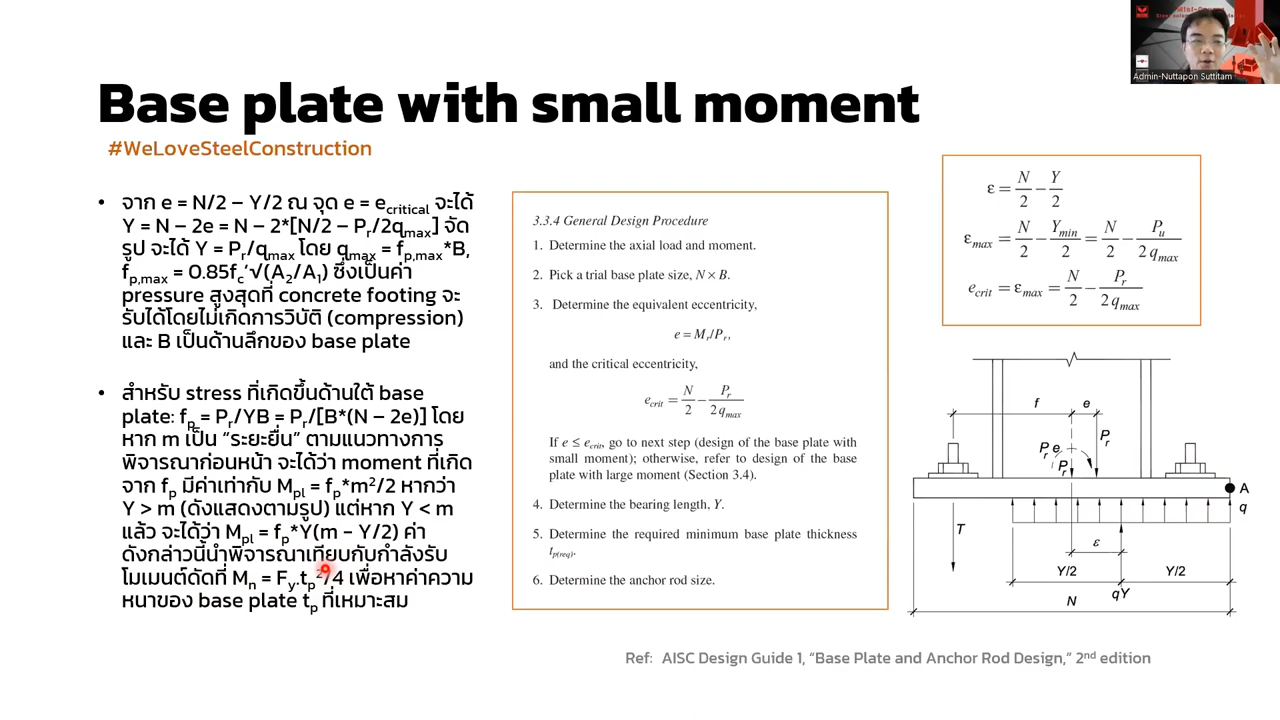 Admin-Nuttapon Suttitam
Base plate with small moment
#WeLoveSteelConstruction
• จาก e = N/2 – Y/2 ณ จุด e = e_critical จะได้
Y = N – 2e = N – 2*[N/2 – P_r/2q_max] จัด
รูป จะได้ Y = P_r/q_max โดย q_max = f_p,max*B,
f_p,max = 0.85f_c'√(A_2/A_1) ซึ่งเป็นค่า
pressure สูงสุดที่ concrete footing จะ
รับได้โดยไม่เกิดการวิบัติ (compression)
และ B เป็นด้านลึกของ base plate
• สำหรับ stress ที่เกิดขึ้นด้านใต้ base
plate: f_p = P_r/YB = P_r/[B*(N – 2e)] โดย
หาก m เป็น “ระยะยื่น” ตามแนวทางการ
พิจารณาก่อนหน้า จะได้ว่า moment ที่เกิด
จาก f_p มีค่าเท่ากับ M_pl = f_p*m²/2 หากว่า
Y > m (ดังแสดงตามรูป) แต่หาก Y < m
แล้ว จะได้ว่า M_pl = f_p*Y(m - Y/2) ค่า
ดังกล่าวนี้นำพิจารณาเทียบกับกำลังรับ
โมเมนต์ดัดที่ M_n = F_y.t_p²/4 เพื่อหาค่าความ
หนาของ base plate t_p ที่เหมาะสม
3.3.4 General Design Procedure
1. Determine the axial load and moment.
2. Pick a trial base plate size, N × B.
3. Determine the equivalent eccentricity,
e = M_r/P_r,
and the critical eccentricity,
e_crit = N/2 – P_r/2q_max
If e ≤ e_crit, go to next step (design of the base plate with
small moment); otherwise, refer to design of the base
plate with large moment (Section 3.4).
4. Determine the bearing length, Y.
5. Determine the required minimum base plate thickness
t_p(req).
6. Determine the anchor rod size.
ε = N/2 – Y/2
ε_max = N/2 – Y_min/2 = N/2 – P_u/2q_max
e_crit = ε_max = N/2 – P_r/2q_max
f e
P_r e P_r
P_r
A
q
T
ε
Y/2 Y/2
qY
N
Ref: AISC Design Guide 1, “Base Plate and Anchor Rod Design,” 2nd edition